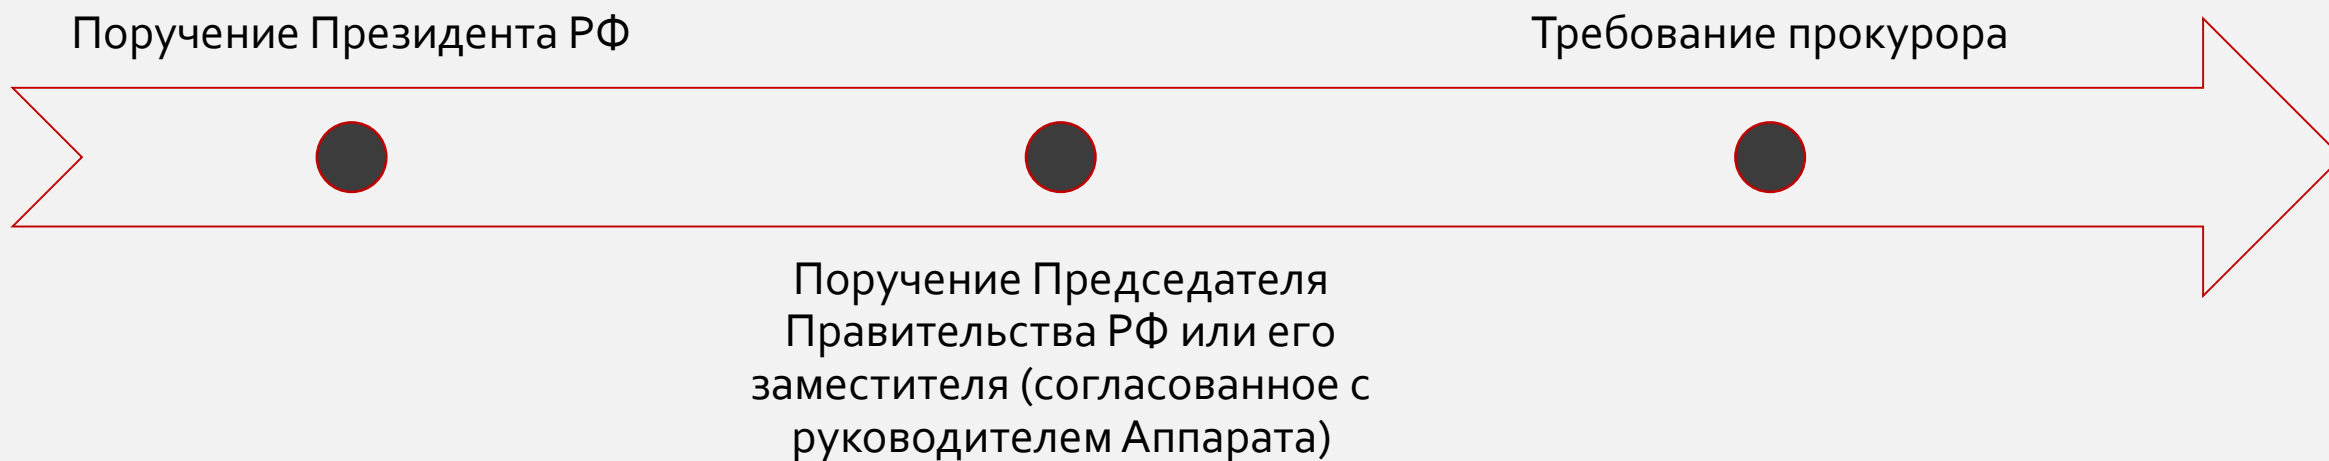 Поручение Президента РФ
Поручение Председателя
Правительства РФ или его
заместителя (согласованное с
руководителем Аппарата)
Требование прокурора